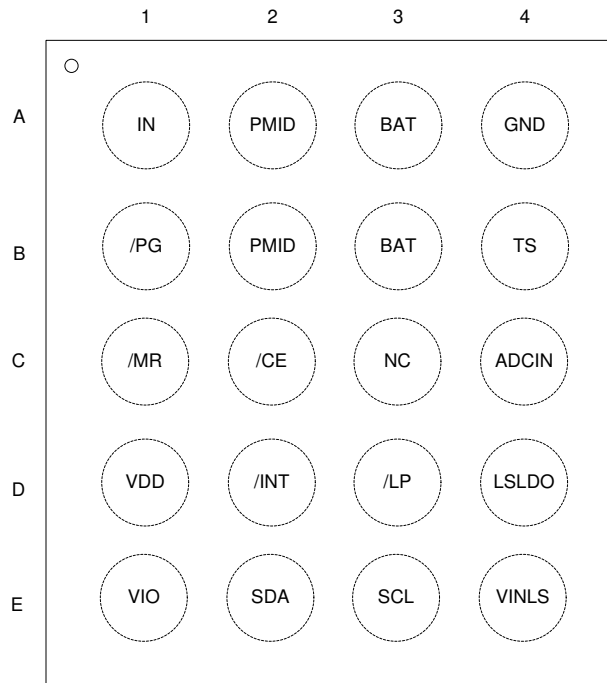 1 2 3 4
A IN PMID BAT GND
B /PG PMID BAT TS
C /MR /CE NC ADCIN
D VDD /INT /LP LSLDO
E VIO SDA SCL VINLS